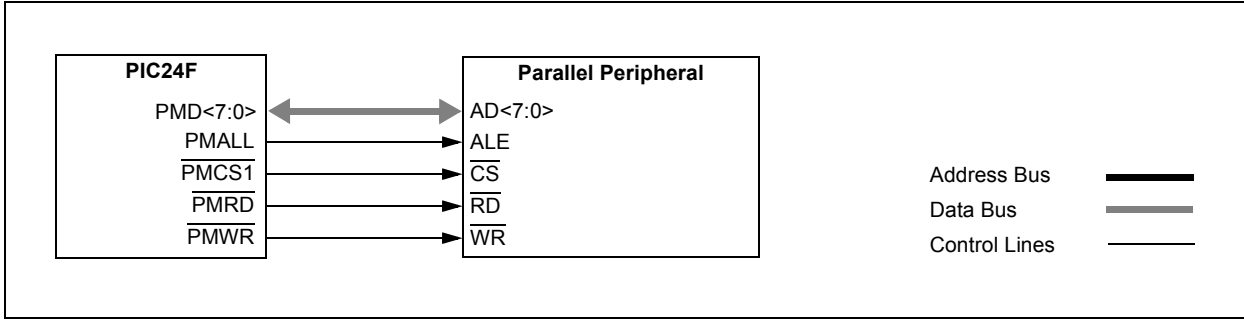 PIC24F
PMD<7:0>
PMALL
PMCS1
PMRD
PMWR
Parallel Peripheral
AD<7:0>
ALE
CS
RD
WR
Address Bus
Data Bus
Control Lines